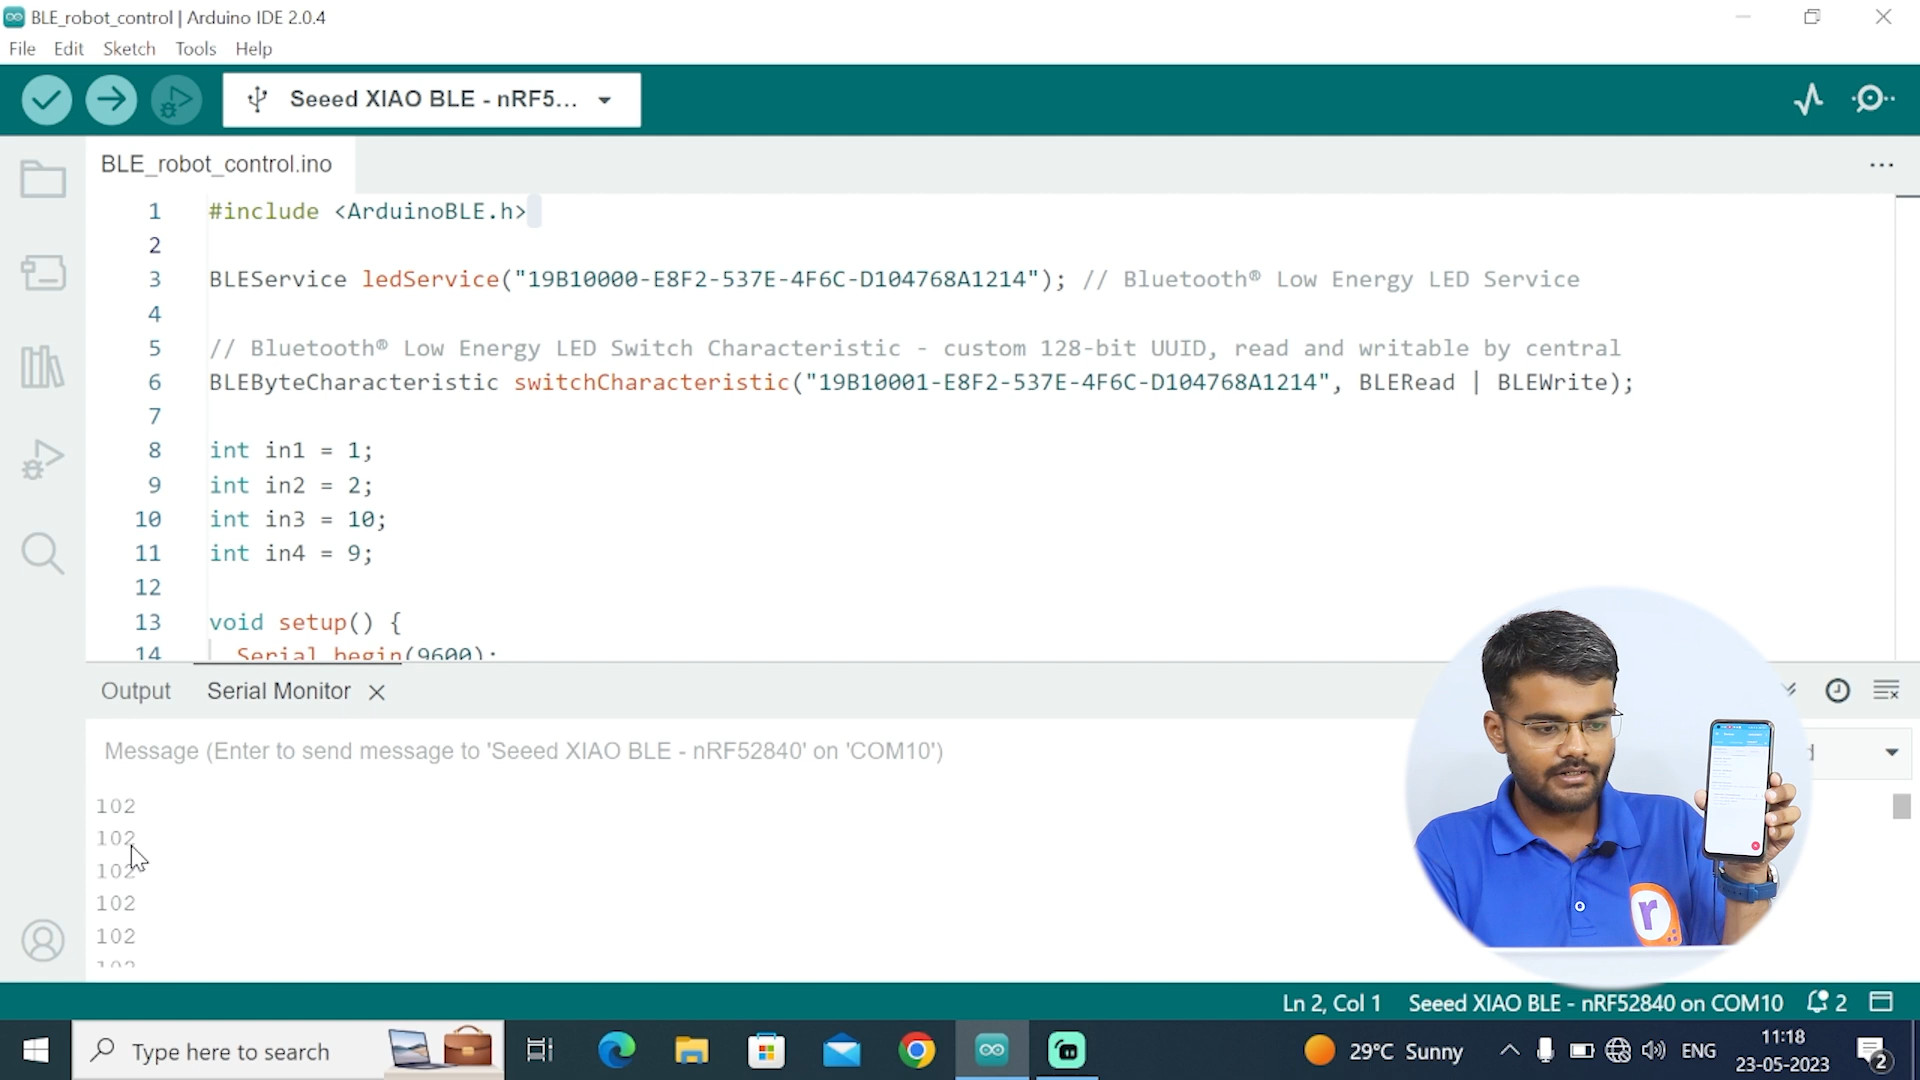 BLE_robot_control | Arduino IDE 2.0.4
File Edit Sketch Tools Help
Seeed XIAO BLE - nRF5...
BLE_robot_control.ino
1 #include <ArduinoBLE.h>
2
3 BLEService ledService("19B10000-E8F2-537E-4F6C-D104768A1214"); // Bluetooth® Low Energy LED Service
4
5 // Bluetooth® Low Energy LED Switch Characteristic - custom 128-bit UUID, read and writable by central
6 BLEByteCharacteristic switchCharacteristic("19B10001-E8F2-537E-4F6C-D104768A1214", BLERead | BLEWrite);
7
8 int in1 = 1;
9 int in2 = 2;
10 int in3 = 10;
11 int in4 = 9;
12
13 void setup() {
14 Serial.begin(9600);
Output Serial Monitor
Message (Enter to send message to 'Seeed XIAO BLE - nRF52840' on 'COM10')
102
102
102
102
102
102
r
Ln 2, Col 1 Seeed XIAO BLE - nRF52840 on COM10 2
Type here to search
29°C Sunny
ENG
11:18
23-05-2023
2